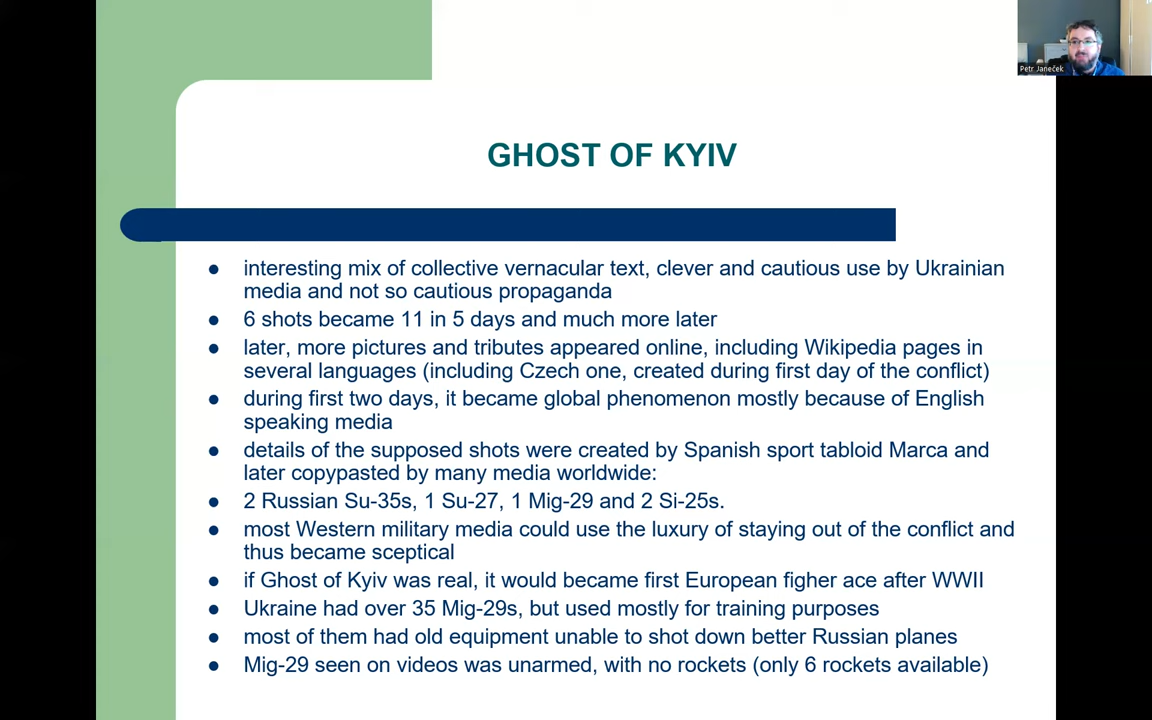 Petr Janeček
GHOST OF KYIV
● interesting mix of collective vernacular text, clever and cautious use by Ukrainian
media and not so cautious propaganda
● 6 shots became 11 in 5 days and much more later
● later, more pictures and tributes appeared online, including Wikipedia pages in
several languages (including Czech one, created during first day of the conflict)
● during first two days, it became global phenomenon mostly because of English
speaking media
● details of the supposed shots were created by Spanish sport tabloid Marca and
later copypasted by many media worldwide:
● 2 Russian Su-35s, 1 Su-27, 1 Mig-29 and 2 Si-25s.
● most Western military media could use the luxury of staying out of the conflict and
thus became sceptical
● if Ghost of Kyiv was real, it would became first European figher ace after WWII
● Ukraine had over 35 Mig-29s, but used mostly for training purposes
● most of them had old equipment unable to shot down better Russian planes
● Mig-29 seen on videos was unarmed, with no rockets (only 6 rockets available)